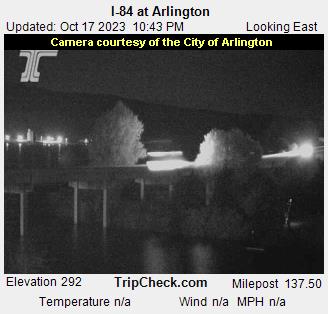 I-84 at Arlington
Updated: Oct 17 2023 10:43 PM Looking East
Camera courtesy of the City of Arlington
Elevation 292 TripCheck.com Milepost 137.50
Temperature n/a Wind n/a MPH n/a